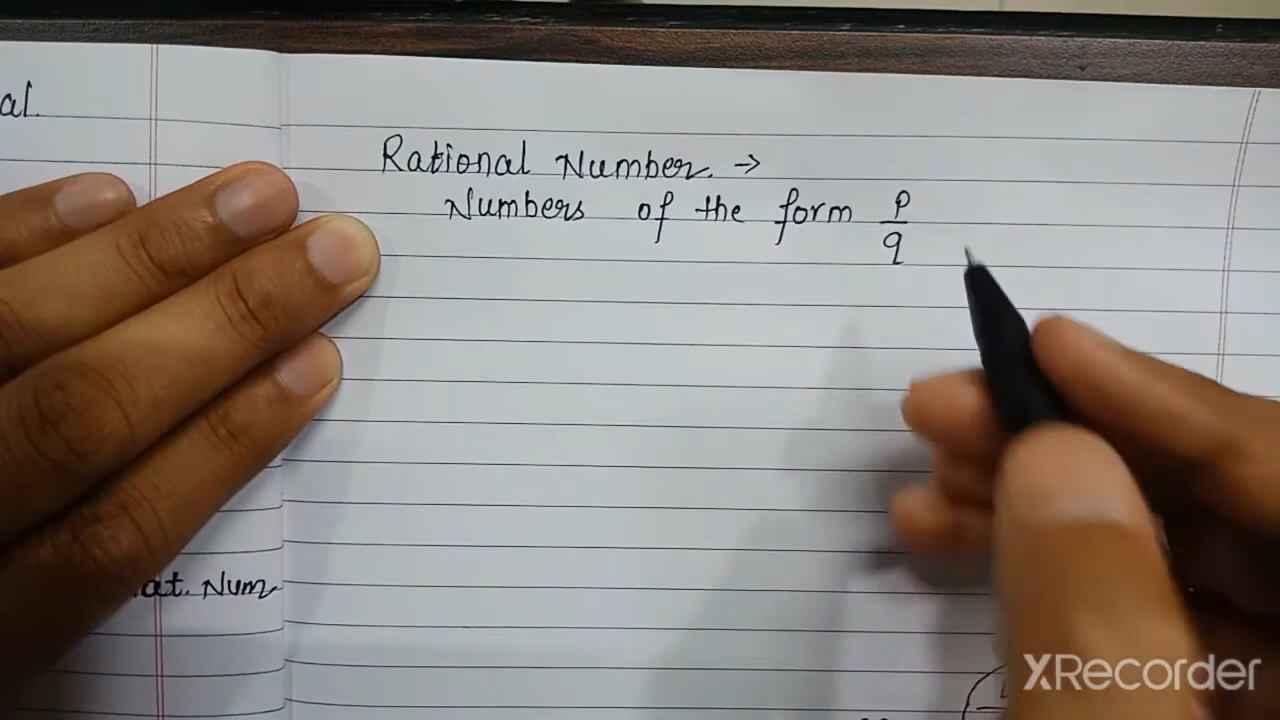 al.
Rational Number. →
Numbers of the form p/q
at. Num
XRecorder